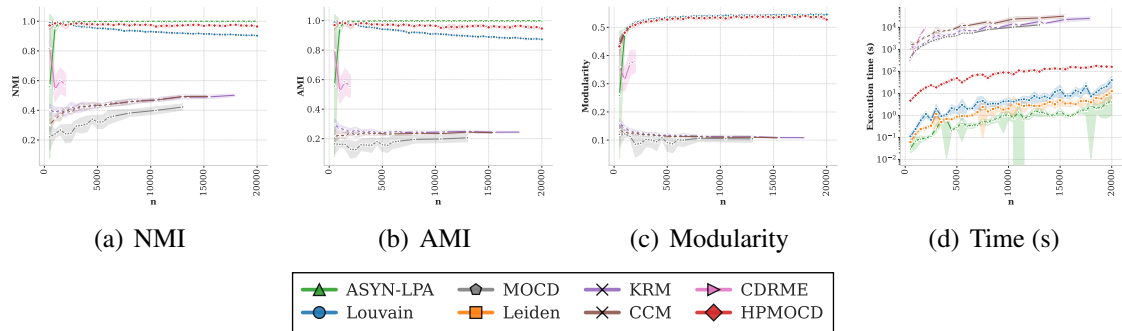 1.0
0.8
0.6
0.4
0.2
NMI
5000
10000
15000
20000
n
(a) NMI
1.0
0.8
0.6
0.4
0.2
AMI
5000
10000
15000
20000
n
(b) AMI
0.5
0.4
0.3
0.2
0.1
Modularity
5000
10000
15000
20000
n
(c) Modularity
10⁴
10³
10²
10¹
10⁰
10⁻¹
10⁻²
Execution time (s)
5000
10000
15000
20000
n
(d) Time (s)
ASYN-LPA MOCD KRM CDRME
Louvain Leiden CCM HPMOCD